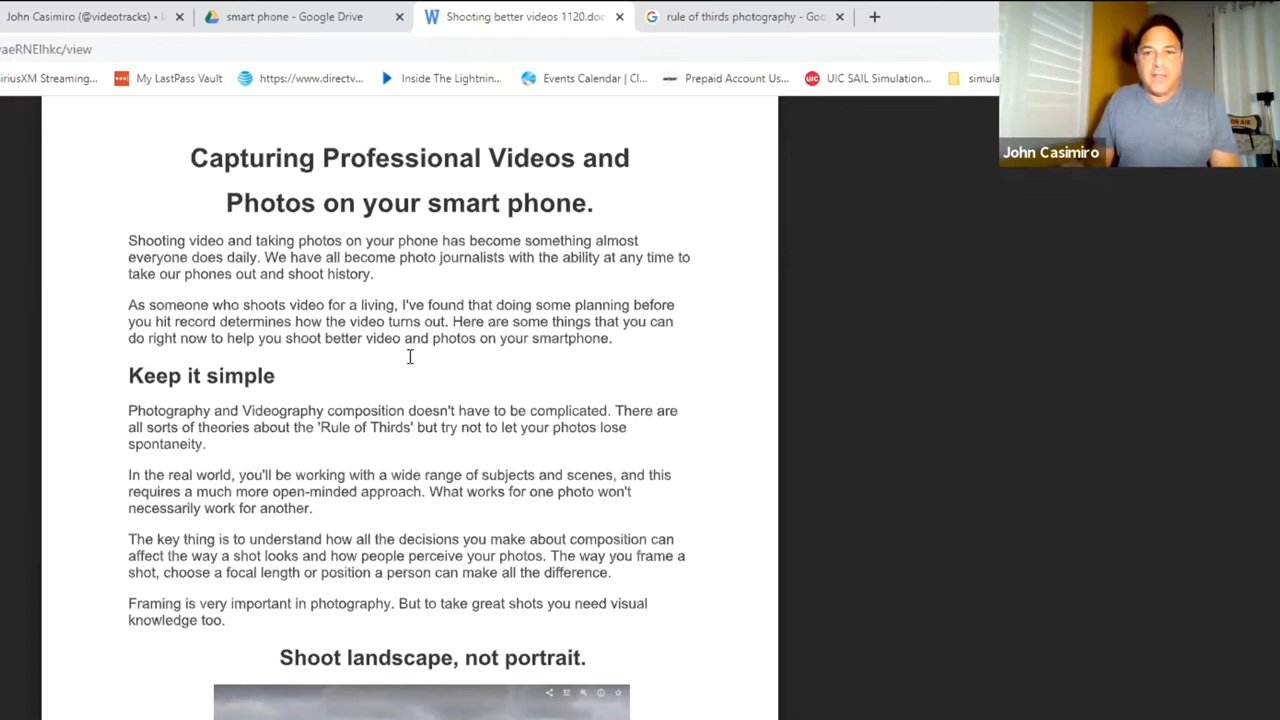 John Casimiro (@videotracks) •
smart phone - Google Drive
Shooting better videos 1120.doc
rule of thirds photography - Goo
vaeRNEIhkc/view
iriusXM Streaming...
My LastPass Vault
https://www.directv...
Inside The Lightnin...
Events Calendar | Cl...
Prepaid Account Us...
UIC SAIL Simulation...
simula
John Casimiro
ON AIR
Capturing Professional Videos and
Photos on your smart phone.
Shooting video and taking photos on your phone has become something almost
everyone does daily. We have all become photo journalists with the ability at any time to
take our phones out and shoot history.
As someone who shoots video for a living, I've found that doing some planning before
you hit record determines how the video turns out. Here are some things that you can
do right now to help you shoot better video and photos on your smartphone.
Keep it simple
Photography and Videography composition doesn't have to be complicated. There are
all sorts of theories about the 'Rule of Thirds' but try not to let your photos lose
spontaneity.
In the real world, you'll be working with a wide range of subjects and scenes, and this
requires a much more open-minded approach. What works for one photo won't
necessarily work for another.
The key thing is to understand how all the decisions you make about composition can
affect the way a shot looks and how people perceive your photos. The way you frame a
shot, choose a focal length or position a person can make all the difference.
Framing is very important in photography. But to take great shots you need visual
knowledge too.
Shoot landscape, not portrait.